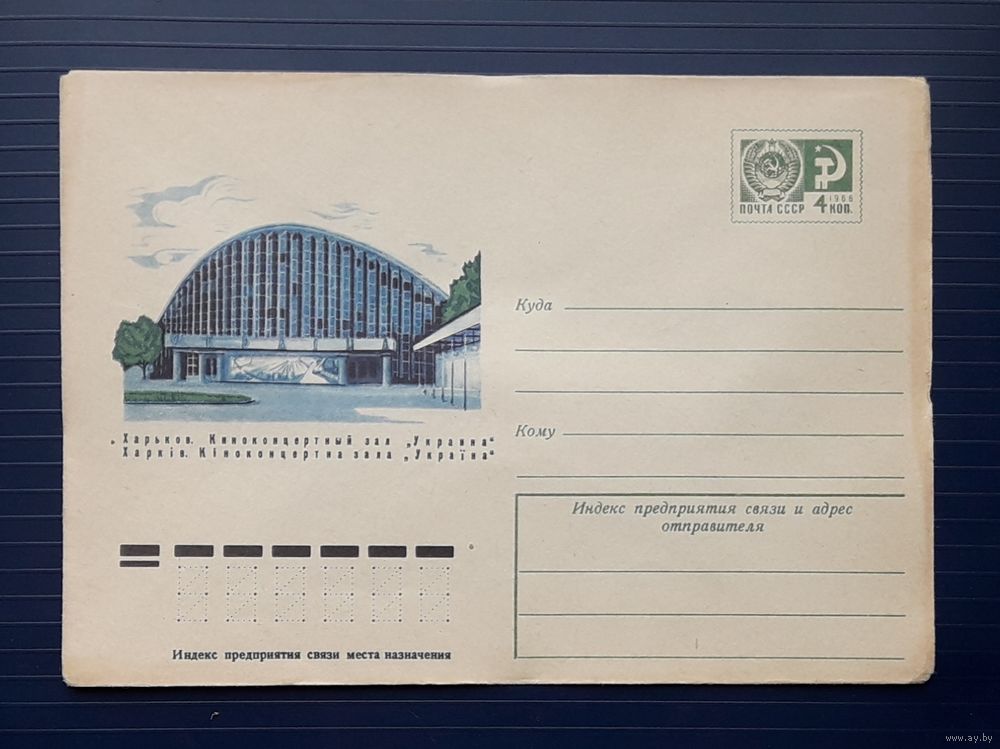 ПОЧТА СССР 4 1966 КОП.
Куда
УКРАЇНА
Кому
Харьков. Киноконцертный зал „Украина“
Харків. Кіноконцертна зала „Україна“
Индекс предприятия связи и адрес
отправителя
Индекс предприятия связи места назначения
www.ay.by